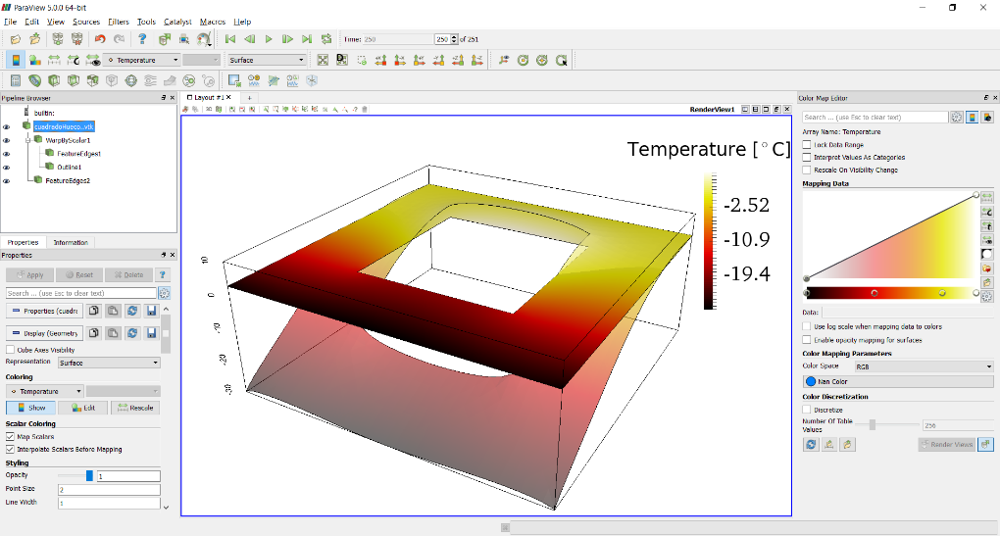 ParaView 5.0.0 64-bit
File Edit View Sources Filters Tools Catalyst Macros Help
Time: 250 250 of 251
Temperature Surface
Pipeline Browser
builtin:
cuadradoHueco..vtk
WarpByScalar1
FeatureEdges1
Outline1
FeatureEdges2
Properties Information
Properties
Apply Reset Delete ?
Search ... (use Esc to clear text)
Properties (cuadra
Display (Geometry
Cube Axes Visibility
Representation Surface
Coloring
Temperature
Show Edit Rescale
Scalar Coloring
Map Scalars
Interpolate Scalars Before Mapping
Styling
Opacity 1
Point Size 2
Line Width 1
Layout #1 × +
3D
RenderView1
Temperature [°C]
-2.52
-10.9
-19.4
10
0
-10
-20
-30
Color Map Editor
Search ... (use Esc to clear text)
Array Name: Temperature
Lock Data Range
Interpret Values As Categories
Rescale On Visibility Change
Mapping Data
Data:
Use log scale when mapping data to colors
Enable opacity mapping for surfaces
Color Mapping Parameters
Color Space RGB
Nan Color
Color Discretization
Discretize
Number Of Table
Values 256
Render Views